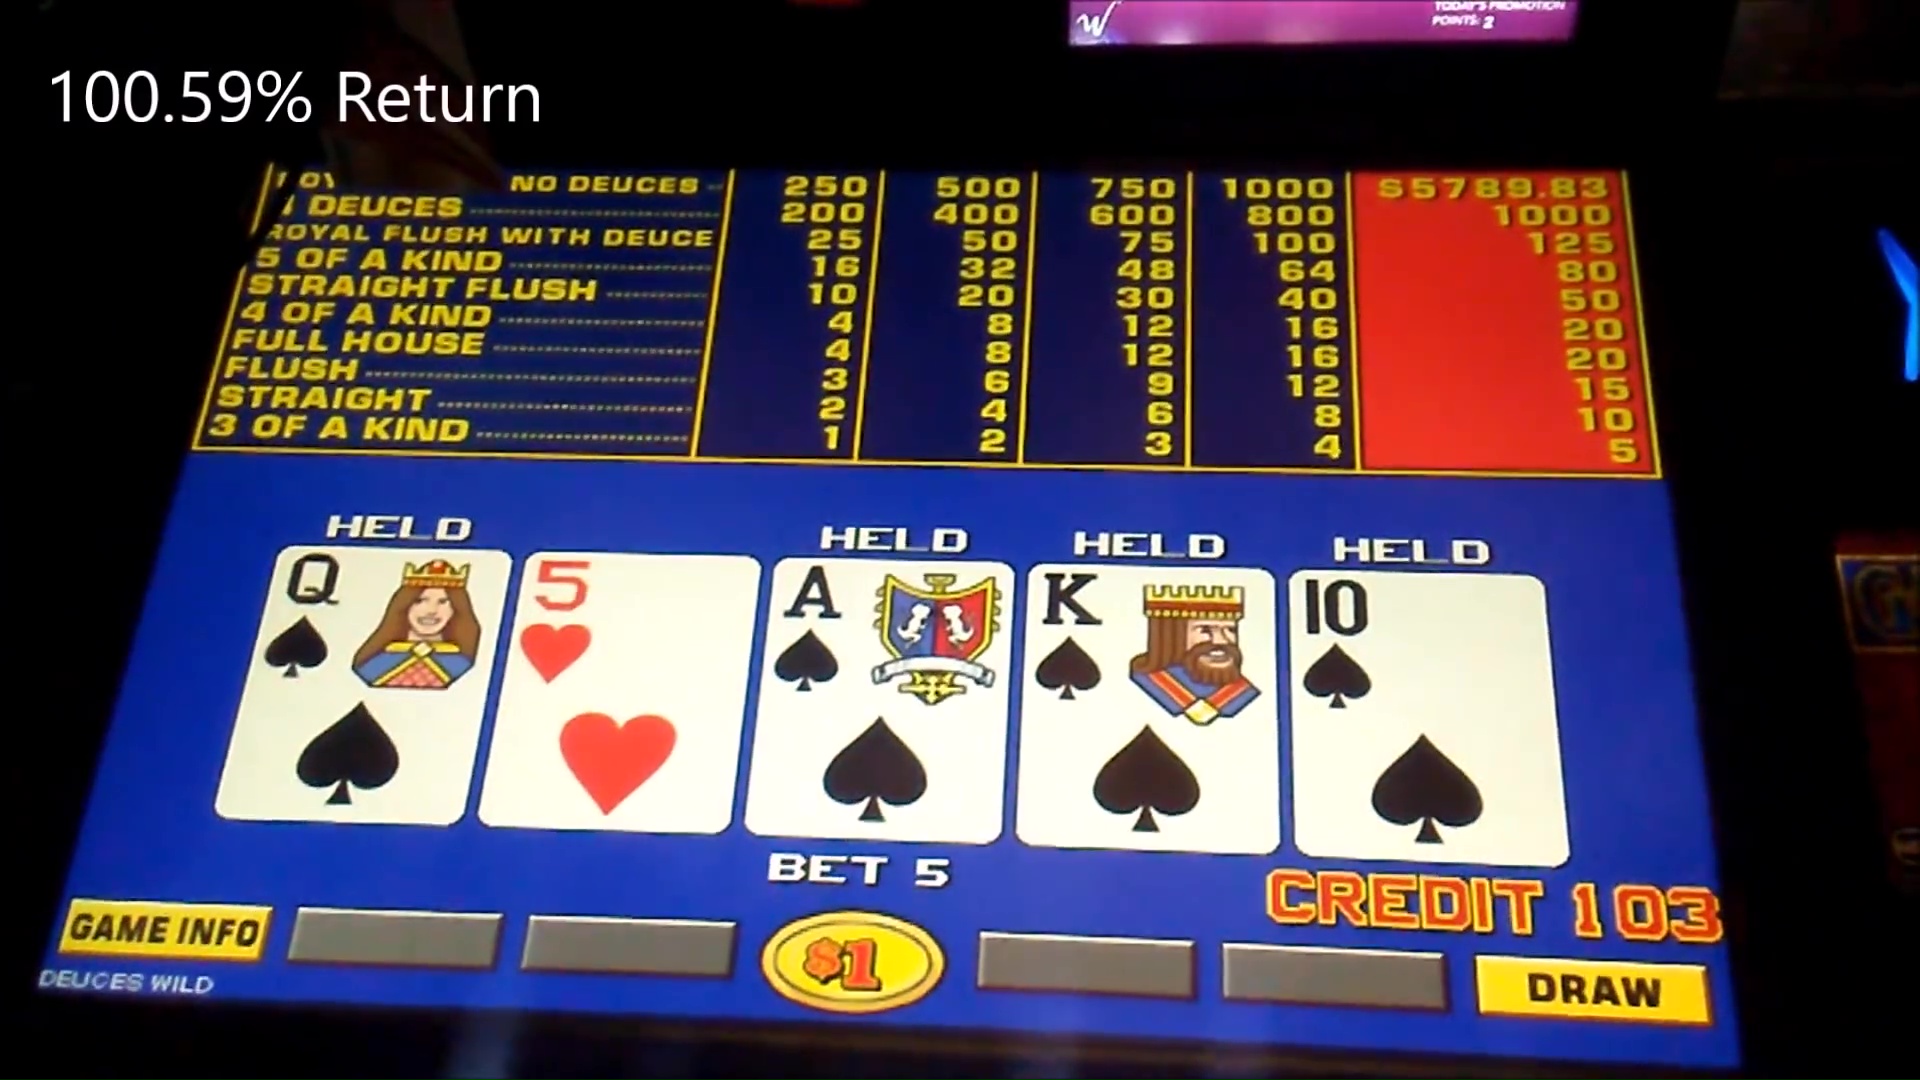 TODAY'S PROMOTION
W
POINTS: 2
100.59% Return
NO DEUCES 250 500 750 1000 $5789.83
DEUCES 200 400 600 800 1000
ROYAL FLUSH WITH DEUCE 25 50 75 100 125
5 OF A KIND 16 32 48 64 80
STRAIGHT FLUSH 10 20 30 40 50
4 OF A KIND 4 8 12 16 20
FULL HOUSE 4 8 12 16 20
FLUSH 3 6 9 12 15
STRAIGHT 2 4 6 8 10
3 OF A KIND 1 2 3 4 5
HELD HELD HELD HELD
Q 5 A K 10
BET 5
CREDIT 103
GAME INFO $1 DRAW
DEUCES WILD